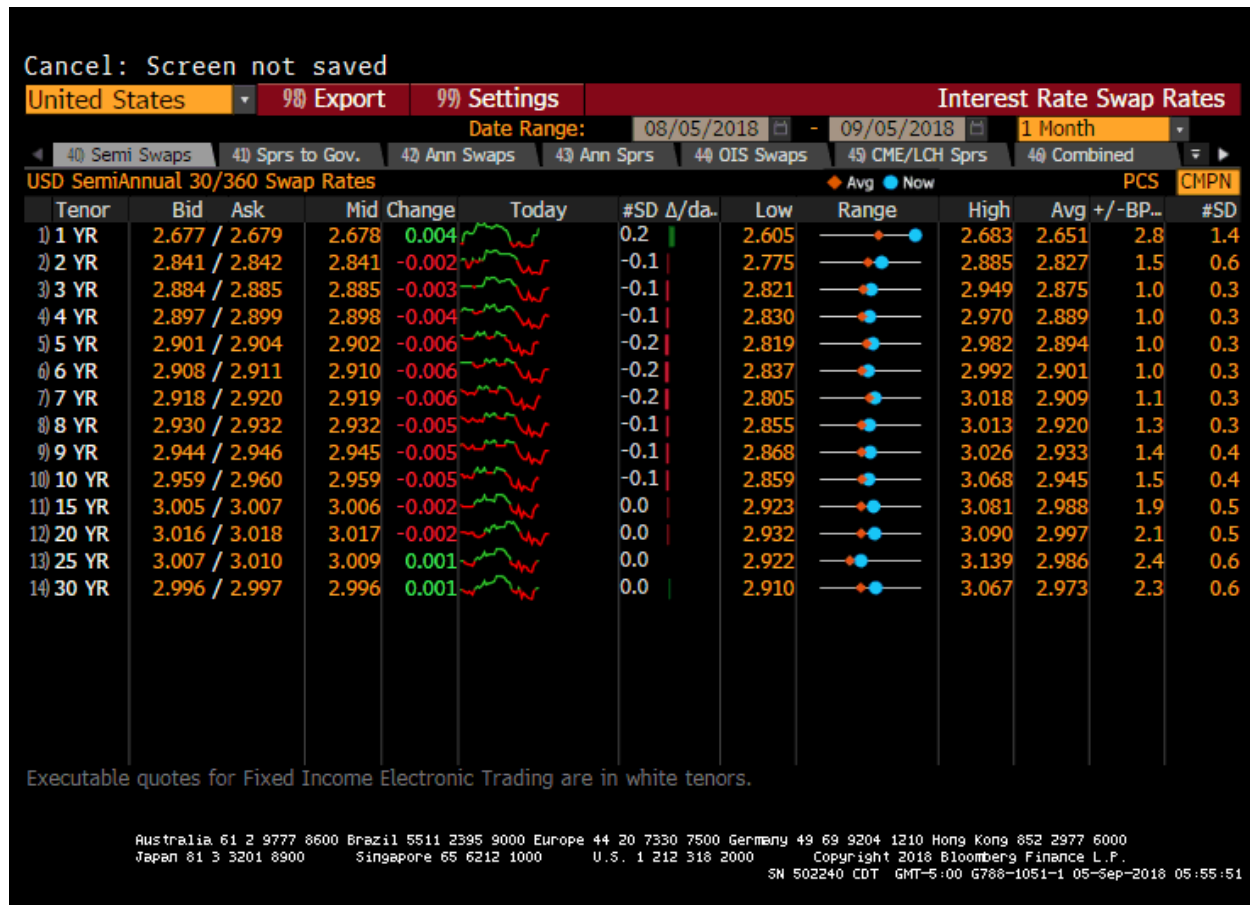 Cancel: Screen not saved
United States 98) Export 99) Settings Interest Rate Swap Rates
Date Range: 08/05/2018 - 09/05/2018 1 Month
40) Semi Swaps 41) Sprs to Gov. 42) Ann Swaps 43) Ann Sprs 44) OIS Swaps 45) CME/LCH Sprs 46) Combined
USD SemiAnnual 30/360 Swap Rates Avg Now PCS CMPN
Tenor Bid Ask Mid Change Today #SD Δ/da.. Low Range High Avg +/-BP... #SD
1) 1 YR 2.677 / 2.679 2.678 0.004 0.2 2.605 2.683 2.651 2.8 1.4
2) 2 YR 2.841 / 2.842 2.841 -0.002 -0.1 2.775 2.885 2.827 1.5 0.6
3) 3 YR 2.884 / 2.885 2.885 -0.003 -0.1 2.821 2.949 2.875 1.0 0.3
4) 4 YR 2.897 / 2.899 2.898 -0.004 -0.1 2.830 2.970 2.889 1.0 0.3
5) 5 YR 2.901 / 2.904 2.902 -0.006 -0.2 2.819 2.982 2.894 1.0 0.3
6) 6 YR 2.908 / 2.911 2.910 -0.006 -0.2 2.837 2.992 2.901 1.0 0.3
7) 7 YR 2.918 / 2.920 2.919 -0.006 -0.2 2.805 3.018 2.909 1.1 0.3
8) 8 YR 2.930 / 2.932 2.932 -0.005 -0.1 2.855 3.013 2.920 1.3 0.3
9) 9 YR 2.944 / 2.946 2.945 -0.005 -0.1 2.868 3.026 2.933 1.4 0.4
10) 10 YR 2.959 / 2.960 2.959 -0.005 -0.1 2.859 3.068 2.945 1.5 0.4
11) 15 YR 3.005 / 3.007 3.006 -0.002 0.0 2.923 3.081 2.988 1.9 0.5
12) 20 YR 3.016 / 3.018 3.017 -0.002 0.0 2.932 3.090 2.997 2.1 0.5
13) 25 YR 3.007 / 3.010 3.009 0.001 0.0 2.922 3.139 2.986 2.4 0.6
14) 30 YR 2.996 / 2.997 2.996 0.001 0.0 2.910 3.067 2.973 2.3 0.6
Executable quotes for Fixed Income Electronic Trading are in white tenors.
Australia 61 2 9777 8600 Brazil 5511 2395 9000 Europe 44 20 7330 7500 Germany 49 69 9204 1210 Hong Kong 852 2977 6000
Japan 81 3 3201 8900 Singapore 65 6212 1000 U.S. 1 212 318 2000 Copyright 2018 Bloomberg Finance L.P.
SN 502240 CDT GMT-5:00 G788-1051-1 05-Sep-2018 05:55:51